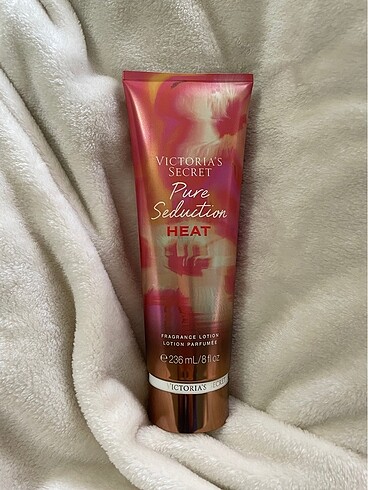 VICTORIA'S
SECRET
Pure
Seduction
HEAT
FRAGRANCE LOTION
LOTION PARFUMÉE
℮ 236 mL/8 fl oz
VICTORIA'S SECRET